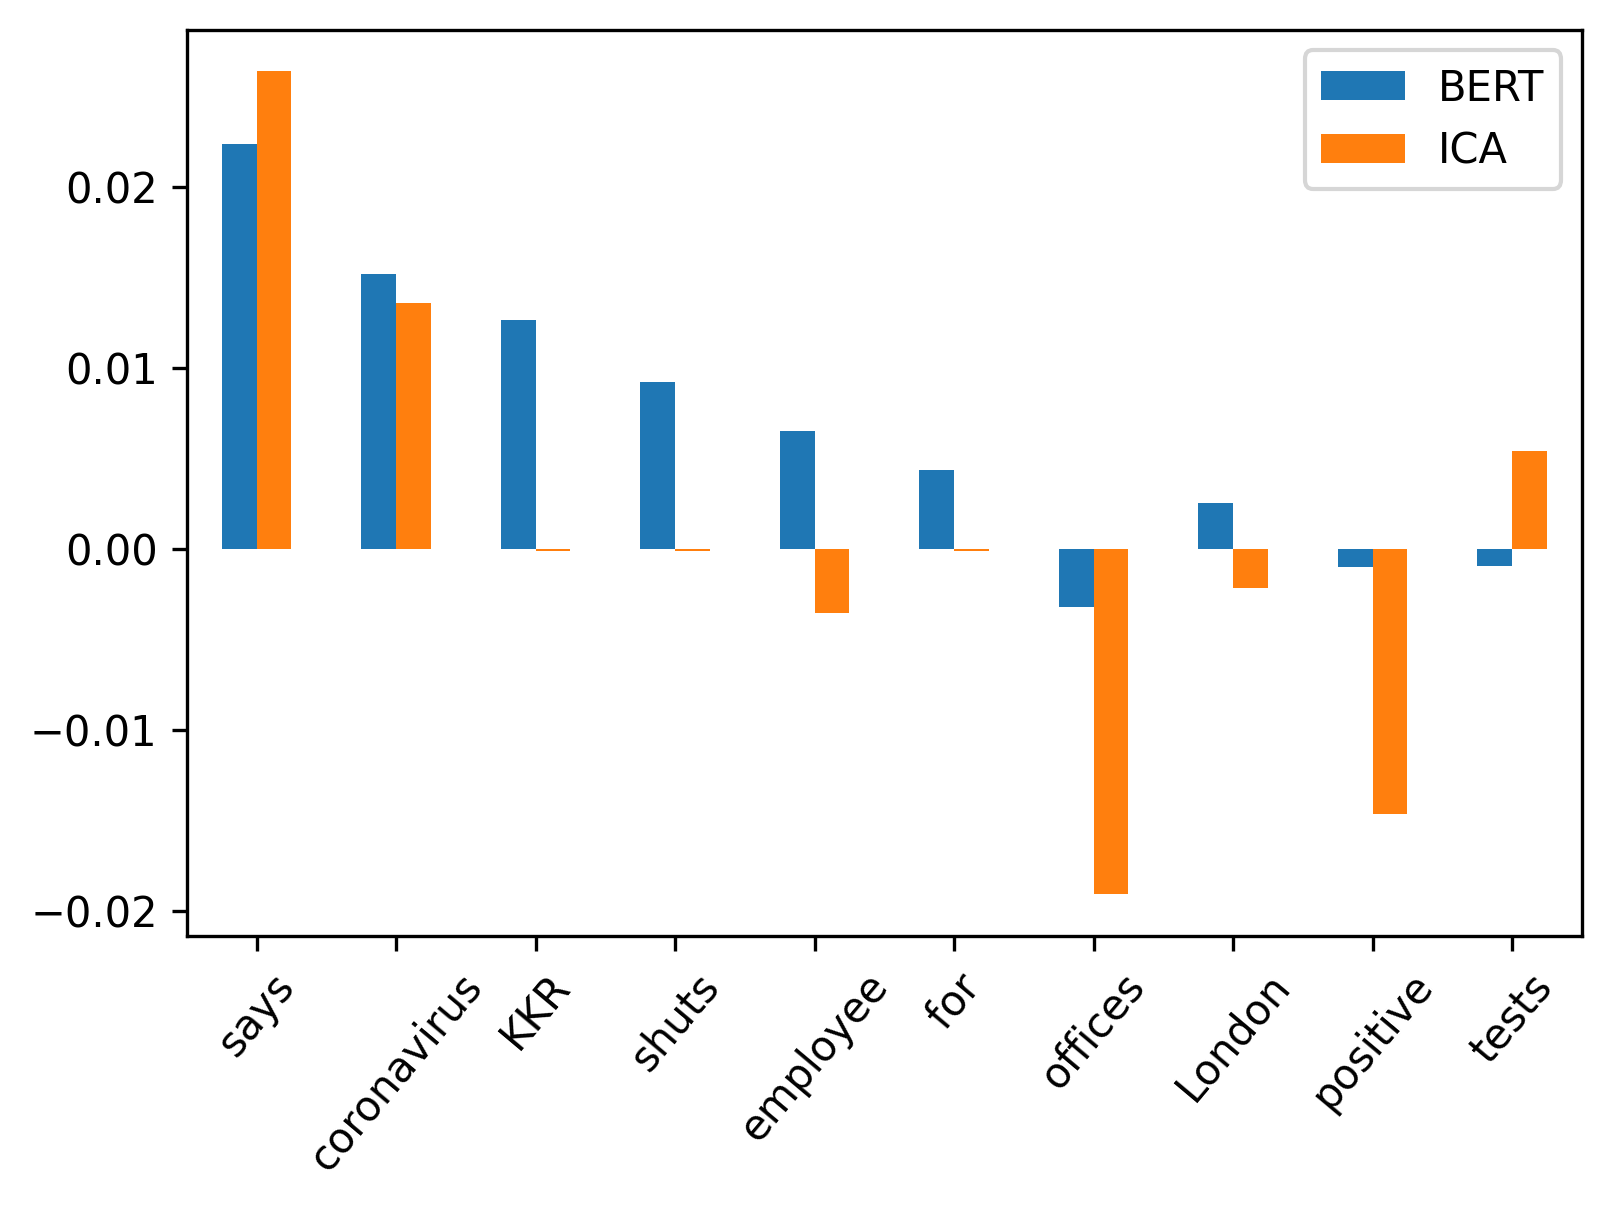 BERT
ICA
0.02
0.01
0.00
−0.01
−0.02
says
coronavirus
KKR
shuts
employee
for
offices
London
positive
tests